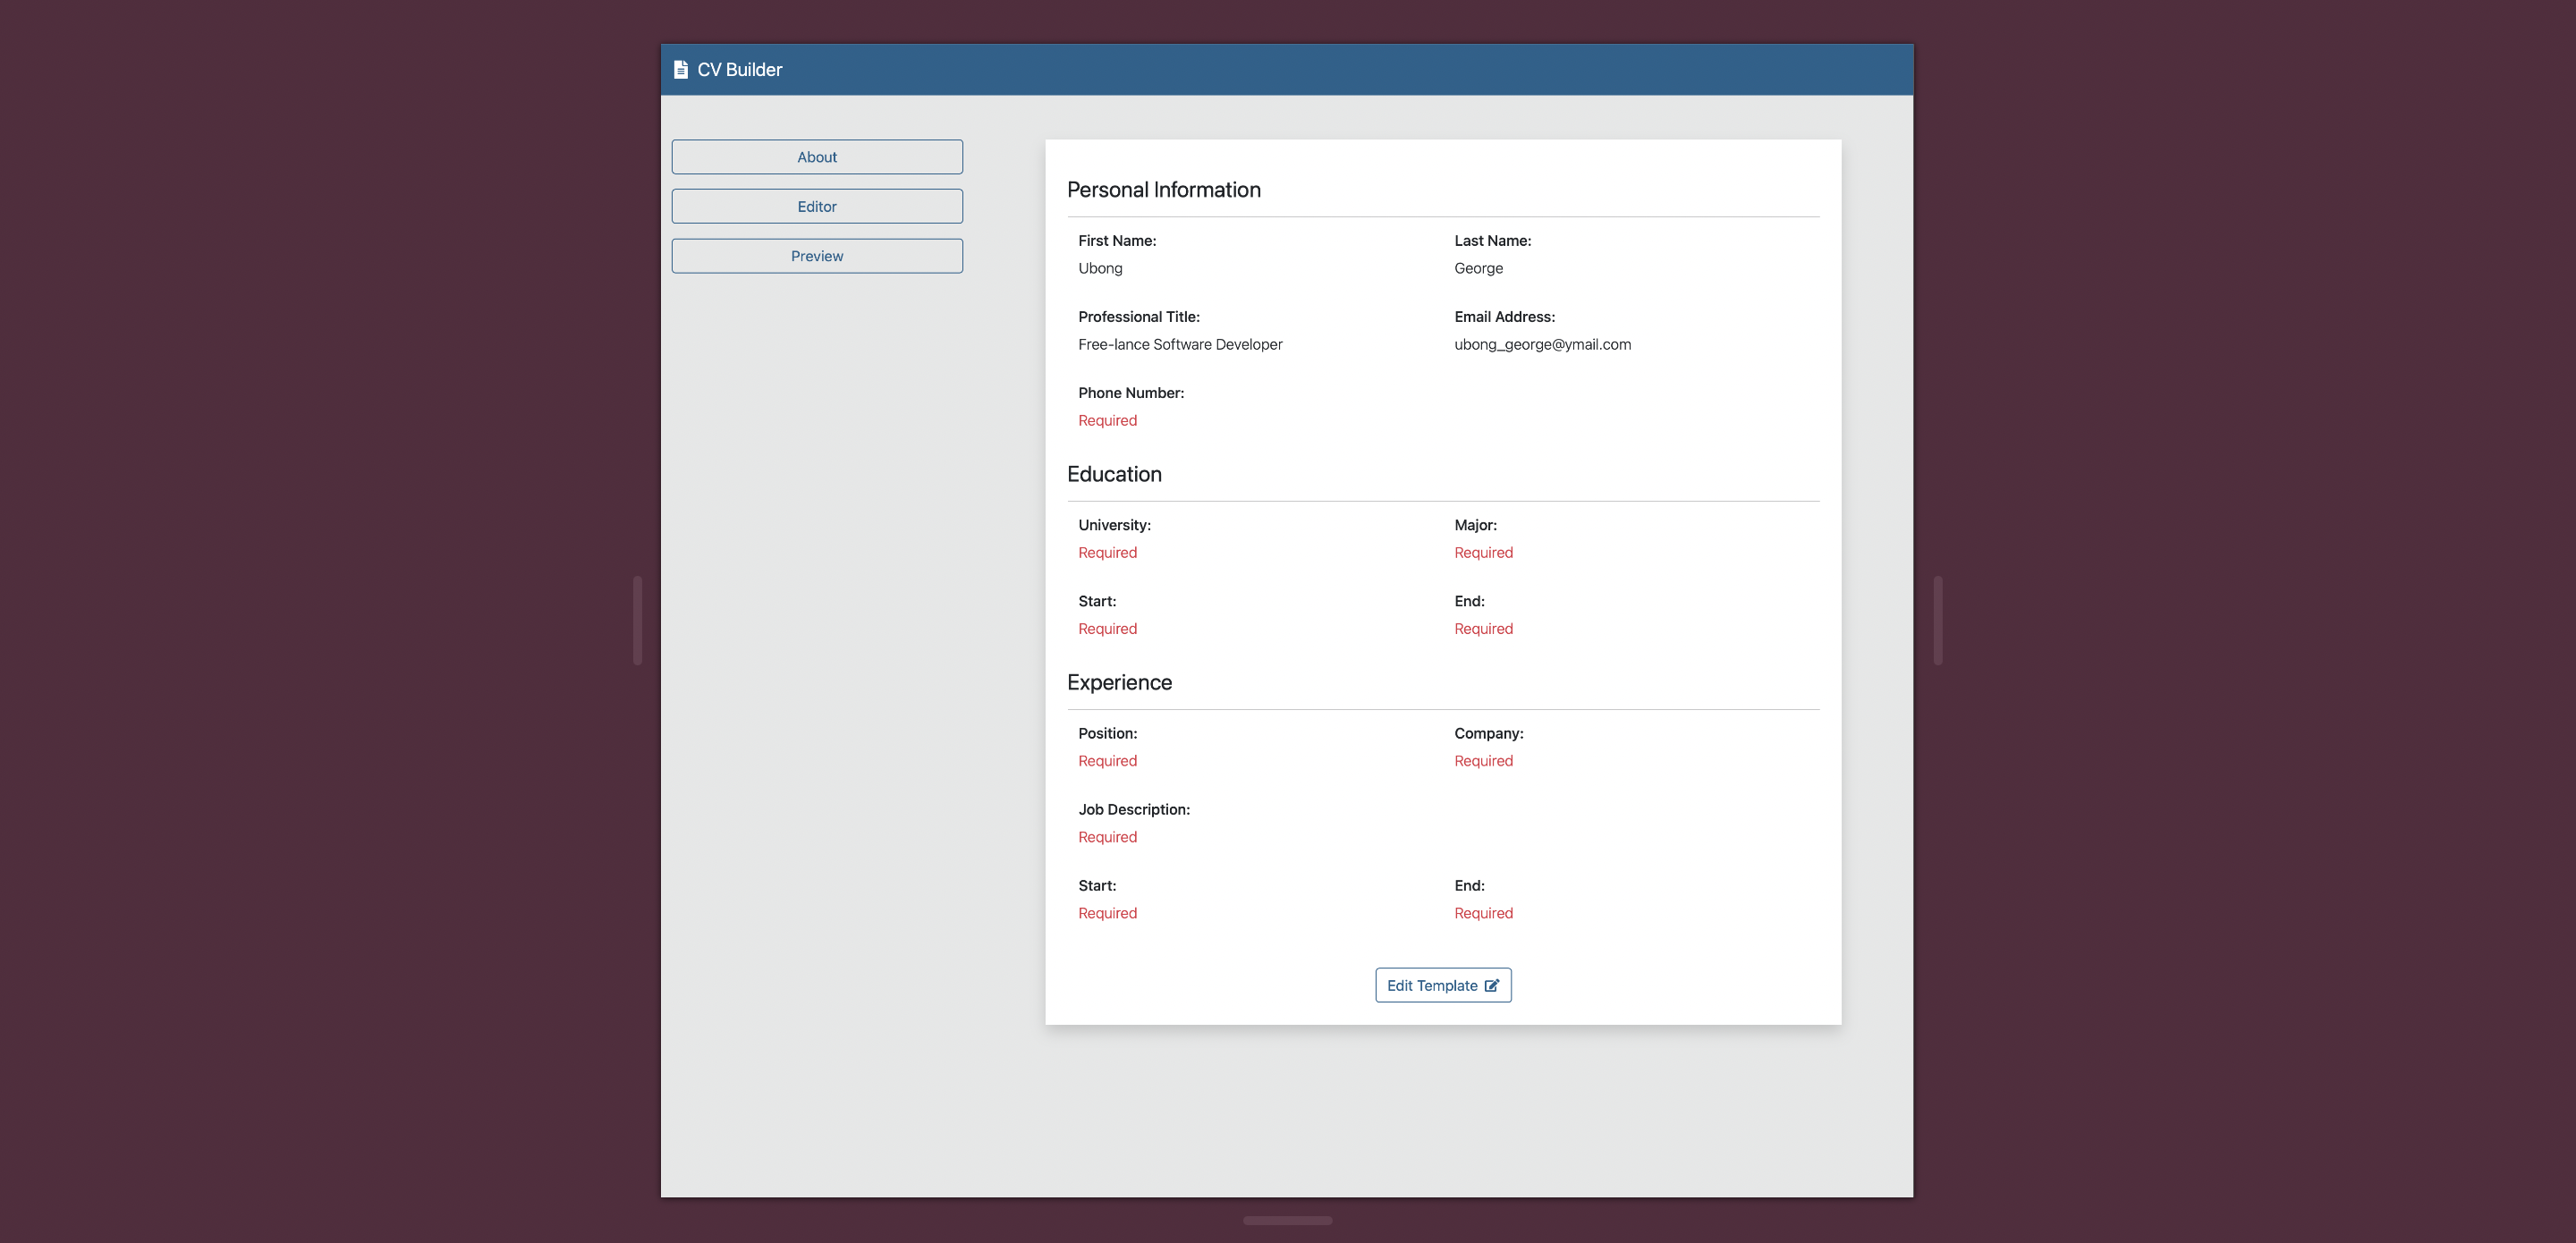 CV Builder
About
Editor
Preview
Personal Information
First Name: Last Name:
Ubong George
Professional Title: Email Address:
Free-lance Software Developer ubong_george@ymail.com
Phone Number:
Required
Education
University: Major:
Required Required
Start: End:
Required Required
Experience
Position: Company:
Required Required
Job Description:
Required
Start: End:
Required Required
Edit Template